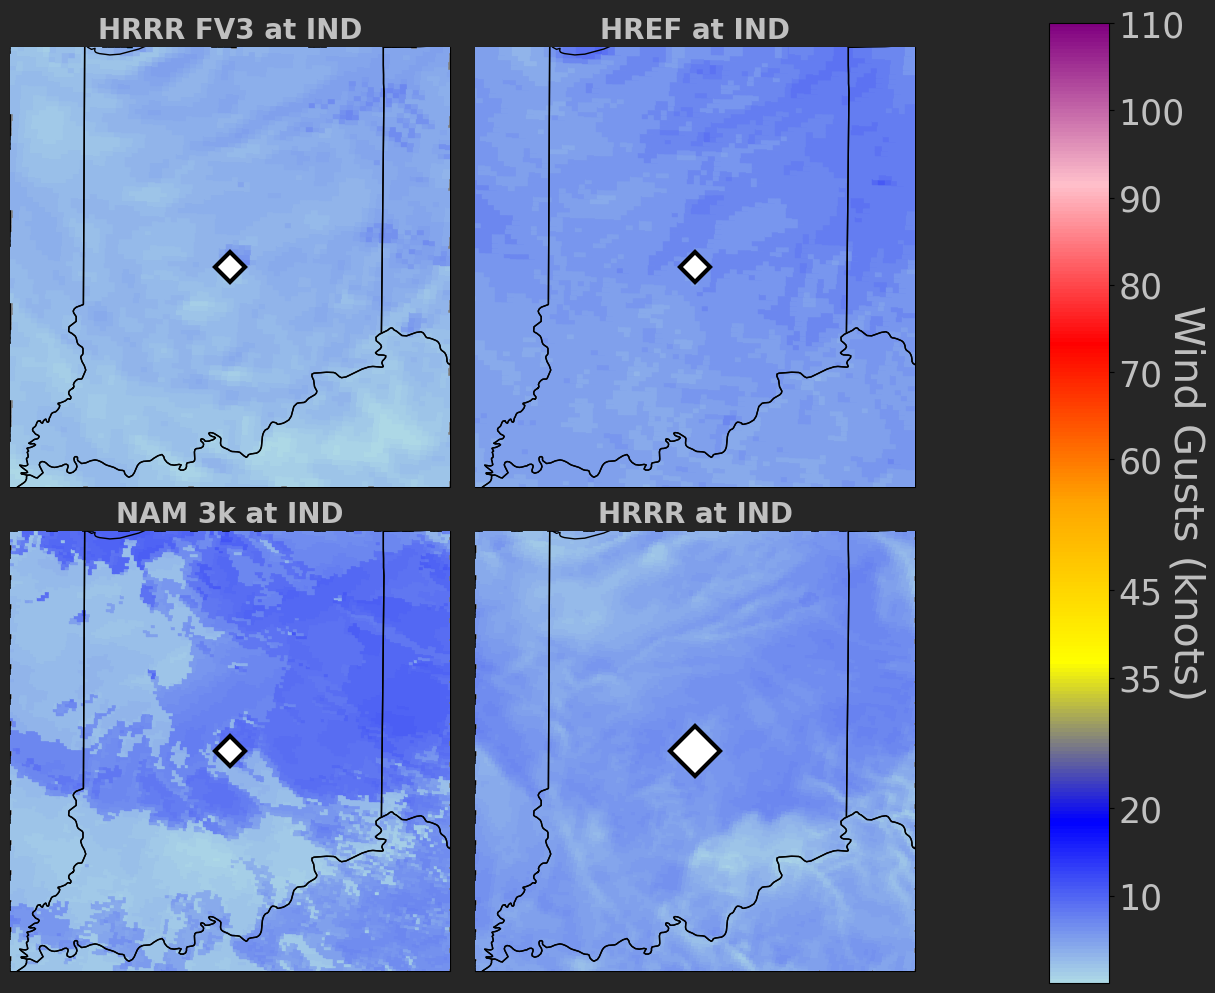 HRRR FV3 at IND
HREF at IND
NAM 3k at IND
HRRR at IND
110
100
90
80
70
60
45
35
20
10
Wind Gusts (knots)